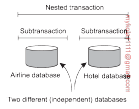 Nested transaction
Subtransaction
Subtransaction
Airline database
Hotel database
Two different (independent) databases